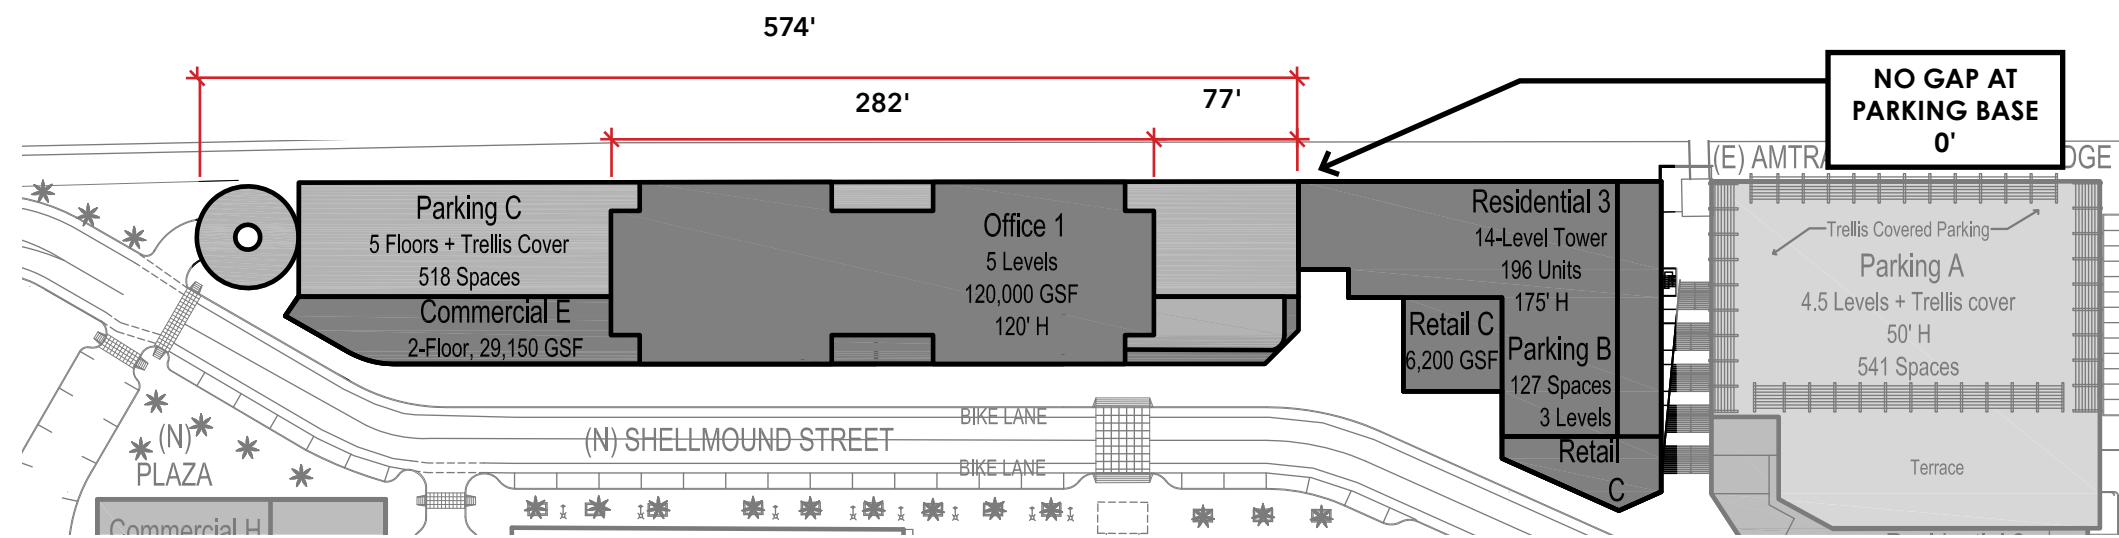 574'
282'
77'
NO GAP AT
PARKING BASE
0'
(E) AMTRA
DGE
Parking C
5 Floors + Trellis Cover
518 Spaces
Commercial E
2-Floor, 29,150 GSF
Office 1
5 Levels
120,000 GSF
120' H
Residential 3
14-Level Tower
196 Units
175' H
Retail C
6,200 GSF
Parking B
127 Spaces
3 Levels
Retail
C
Trellis Covered Parking
Parking A
4.5 Levels + Trellis cover
50' H
541 Spaces
Terrace
BIKE LANE
(N) SHELLMOUND STREET
BIKE LANE
(N)
PLAZA
Commercial H